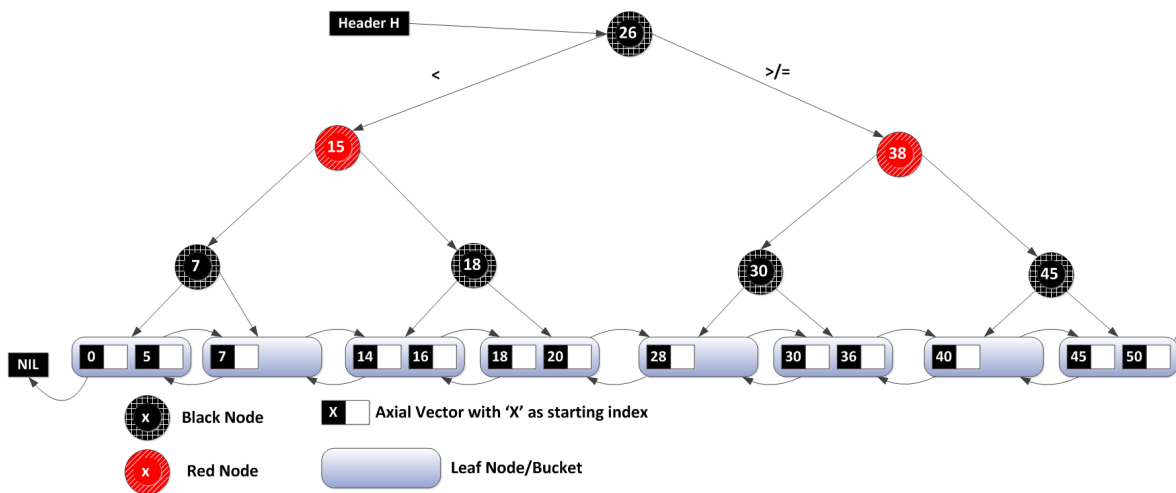 Header H
26
<
>/=
15
38
7
18
30
45
NIL
0 5 7 14 16 18 20 28 30 36 40 45 50
x Black Node
X Axial Vector with ‘X’ as starting index
x Red Node
Leaf Node/Bucket